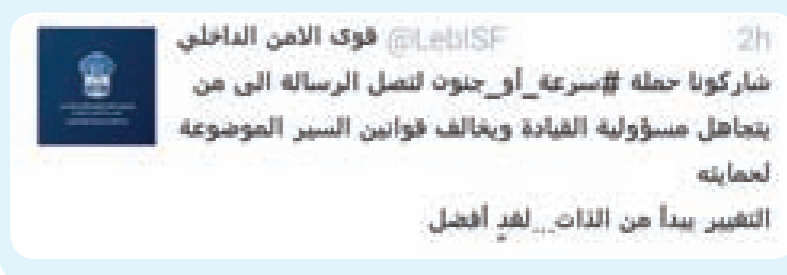 قوى الامن الداخلي @LebISF 2h
شاركونا حملة #سرعة_أو_جنون لتصل الرسالة الى من
يتجاهل مسؤولية القيادة ويخالف قوانين السير الموضوعة
لحمايته
التغيير يبدأ من الذات...لغدٍ أفضل